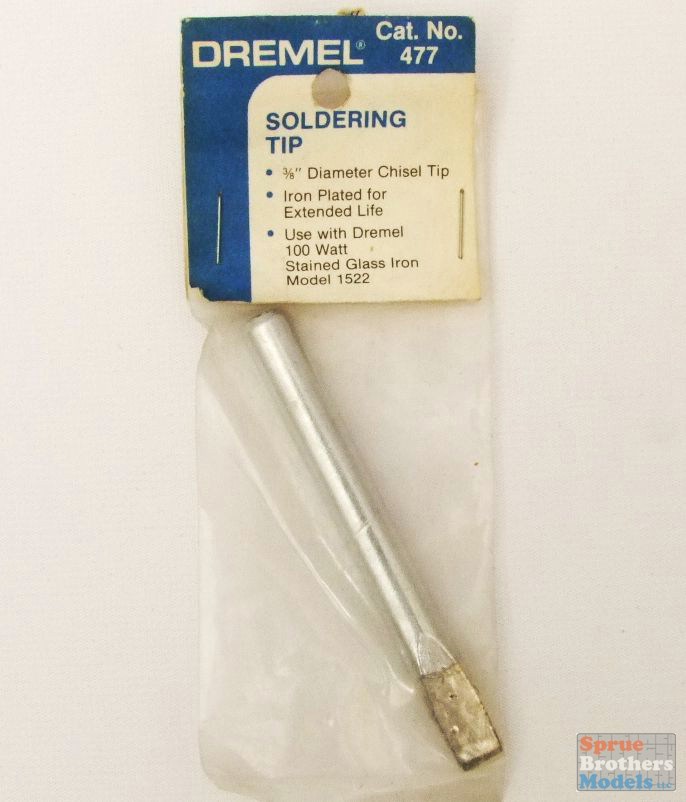 DREMEL®
Cat. No.
477
SOLDERING
TIP
• ⅜" Diameter Chisel Tip
• Iron Plated for
Extended Life
• Use with Dremel
100 Watt
Stained Glass Iron
Model 1522
Sprue
Brothers
Models LLC